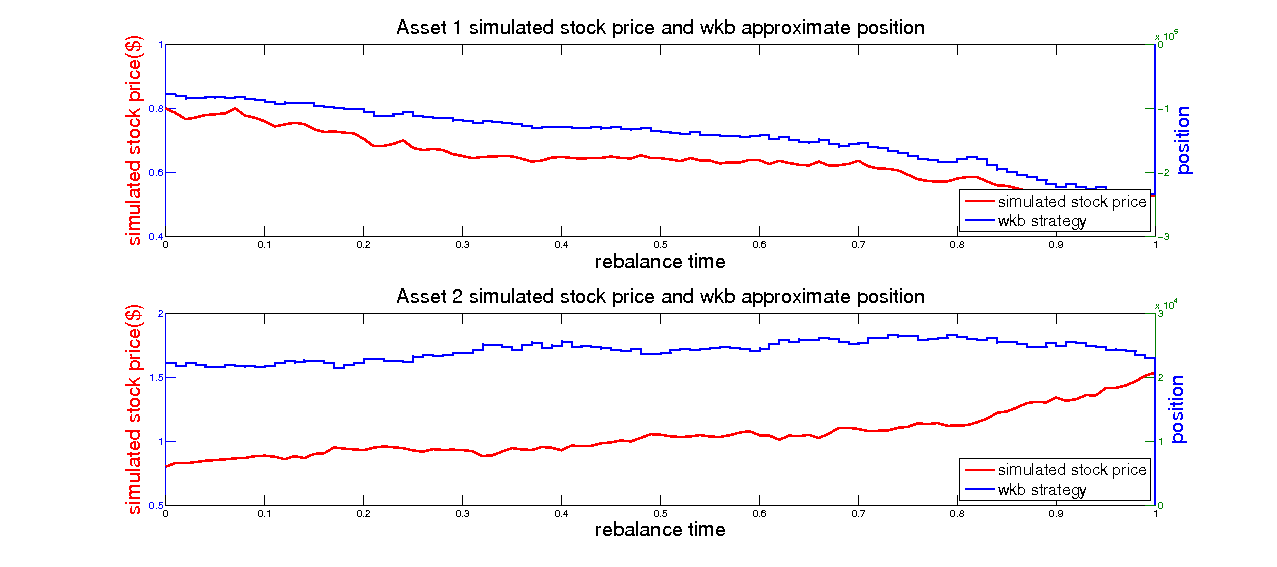 Asset 1 simulated stock price and wkb approximate position
simulated stock price($)
1
0.8
0.6
0.4
0 0.1 0.2 0.3 0.4 0.5 0.6 0.7 0.8 0.9 1
rebalance time
x 10^5
0
-1
-2
-3
position
simulated stock price
wkb strategy
Asset 2 simulated stock price and wkb approximate position
simulated stock price($)
2
1.5
1
0.5
0 0.1 0.2 0.3 0.4 0.5 0.6 0.7 0.8 0.9 1
rebalance time
x 10^4
3
2
1
0
position
simulated stock price
wkb strategy